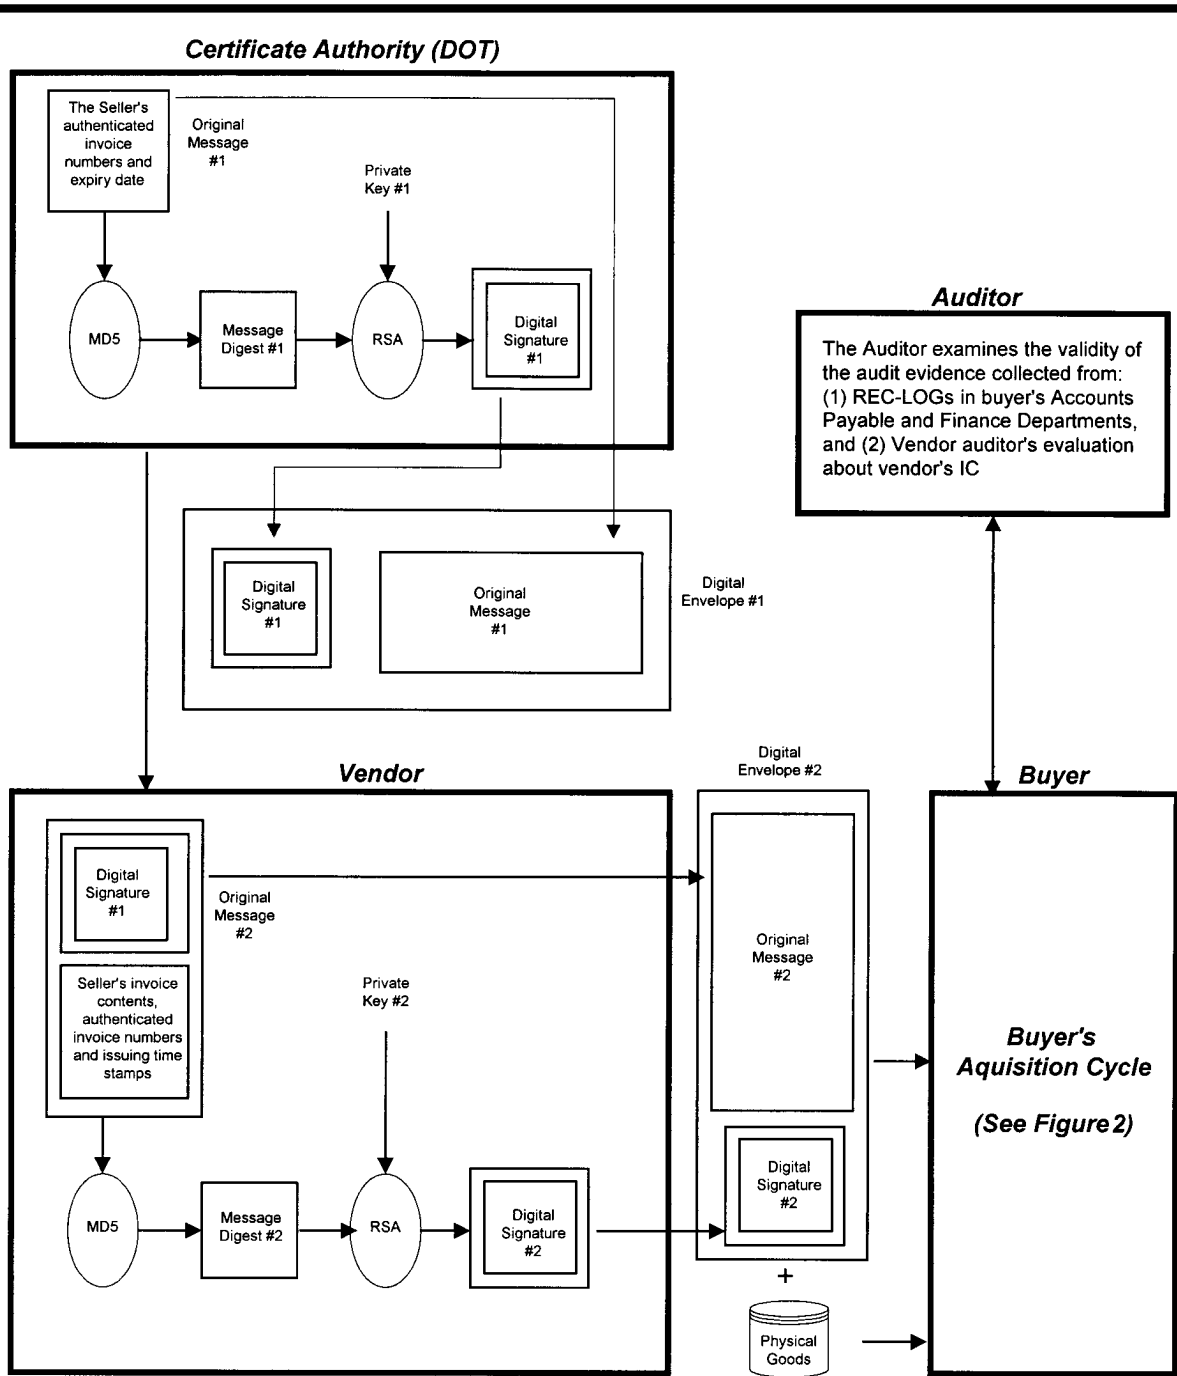 Certificate Authority (DOT)
The Seller's
authenticated
invoice
numbers and
expiry date
Original
Message
#1
Private
Key #1
MD5
Message
Digest #1
RSA
Digital
Signature
#1
Auditor
The Auditor examines the validity of
the audit evidence collected from:
(1) REC-LOGs in buyer's Accounts
Payable and Finance Departments,
and (2) Vendor auditor's evaluation
about vendor's IC
Digital
Signature
#1
Original
Message
#1
Digital
Envelope #1
Vendor
Digital
Signature
#1
Original
Message
#2
Seller's invoice
contents,
authenticated
invoice numbers
and issuing time
stamps
Private
Key #2
MD5
Message
Digest #2
RSA
Digital
Signature
#2
Digital
Envelope #2
Original
Message
#2
Digital
Signature
#2
+
Physical
Goods
Buyer
Buyer's
Aquisition Cycle
(See Figure 2)